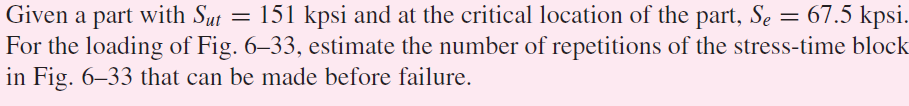 Given a part with Sut = 151 kpsi and at the critical location of the part, Se = 67.5 kpsi.
For the loading of Fig. 6–33, estimate the number of repetitions of the stress-time block
in Fig. 6–33 that can be made before failure.